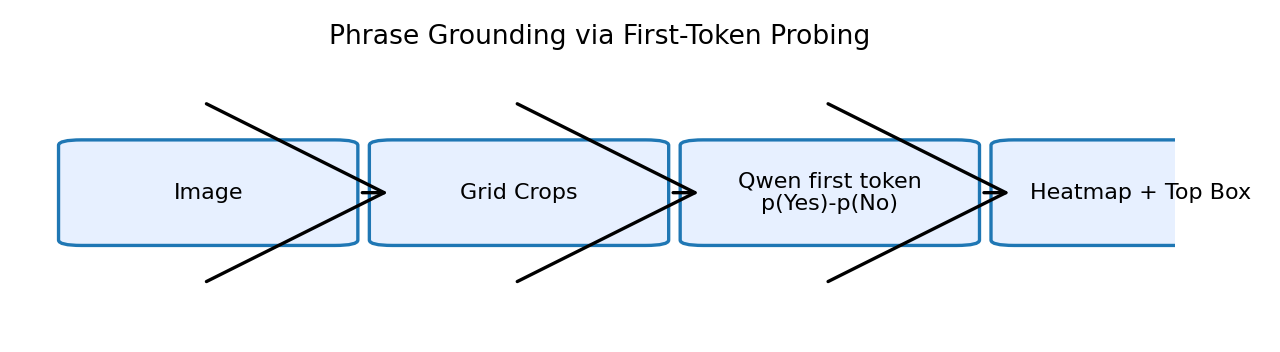 Phrase Grounding via First-Token Probing
Image
Grid Crops
Qwen first token
p(Yes)-p(No)
Heatmap + Top Box